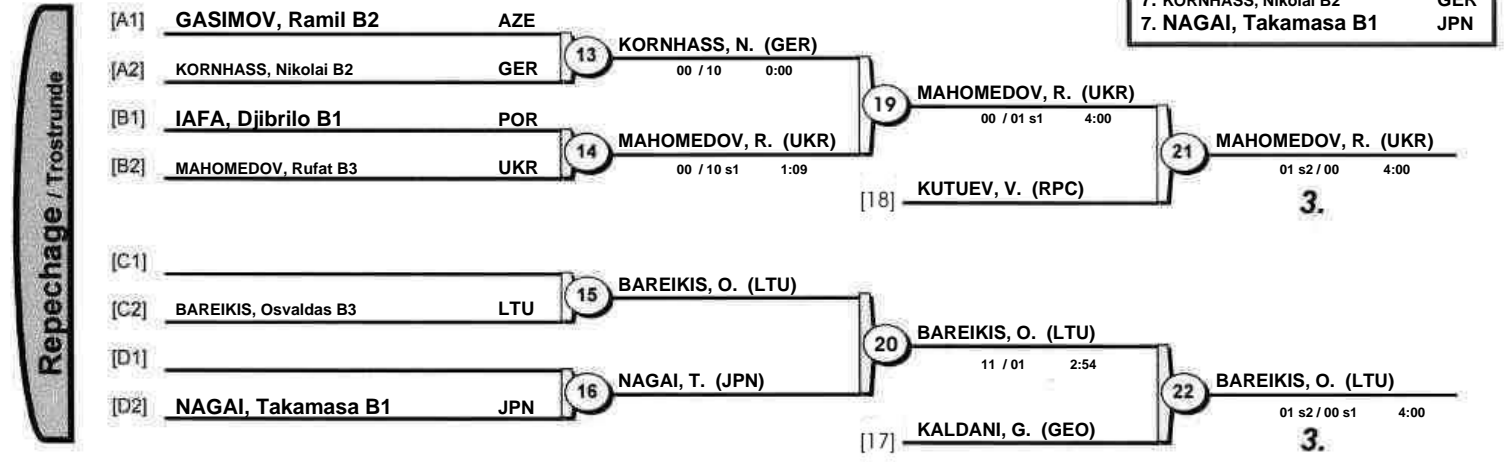 7. KORNHASS, Nikolai B2 GER
7. NAGAI, Takamasa B1 JPN
Repechage / Trostrunde
[A1] GASIMOV, Ramil B2 AZE
13
KORNHASS, N. (GER)
00 / 10 0:00
[A2] KORNHASS, Nikolai B2 GER
19
MAHOMEDOV, R. (UKR)
00 / 01 s1 4:00
[B1] IAFA, Djibrilo B1 POR
14
MAHOMEDOV, R. (UKR)
00 / 10 s1 1:09
[B2] MAHOMEDOV, Rufat B3 UKR
21
MAHOMEDOV, R. (UKR)
01 s2 / 00 4:00
3.
[18] KUTUEV, V. (RPC)
[C1]
15
BAREIKIS, O. (LTU)
[C2] BAREIKIS, Osvaldas B3 LTU
20
BAREIKIS, O. (LTU)
11 / 01 2:54
[D1]
16
NAGAI, T. (JPN)
[D2] NAGAI, Takamasa B1 JPN
22
BAREIKIS, O. (LTU)
01 s2 / 00 s1 4:00
3.
[17] KALDANI, G. (GEO)